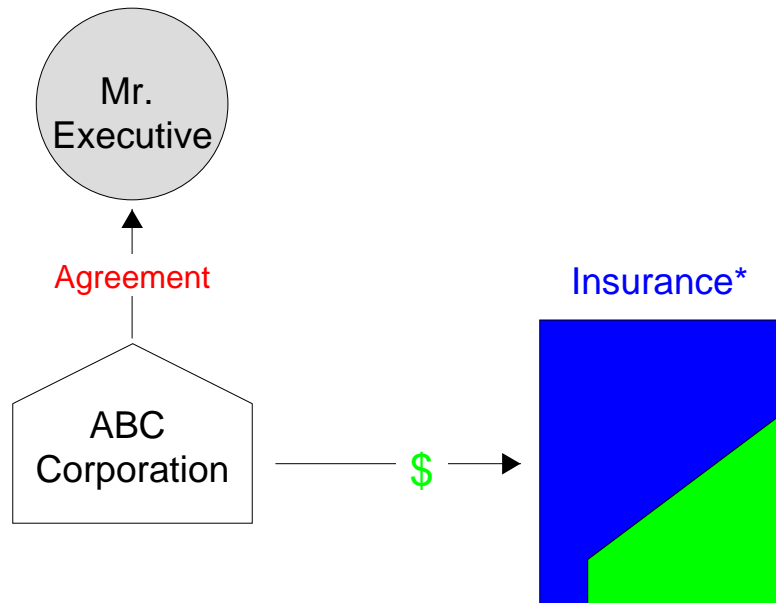 Mr.
Executive
Agreement
Insurance*
ABC
Corporation
$